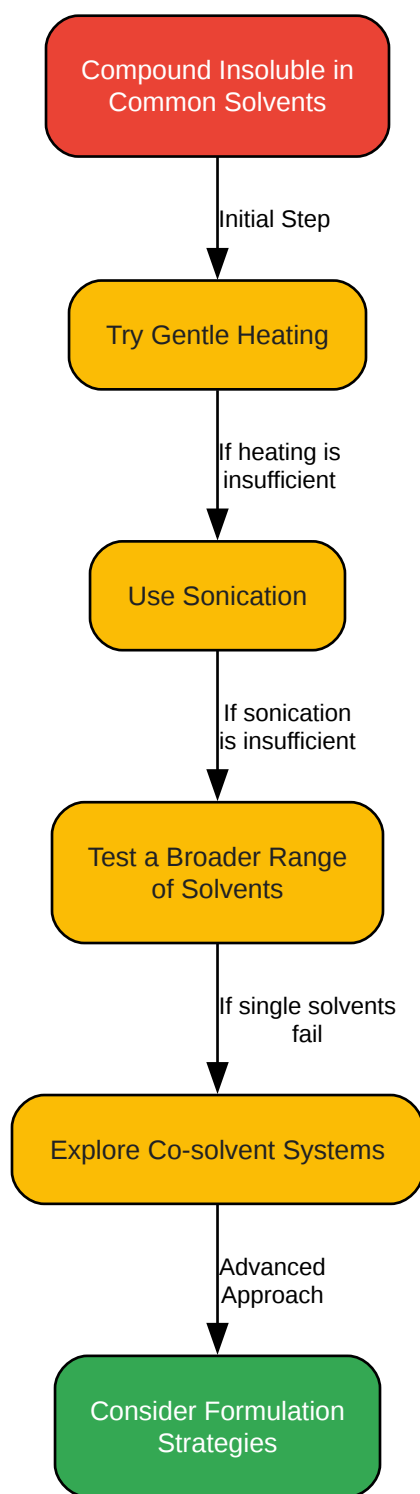 Compound Insoluble in
Common Solvents
Initial Step
Try Gentle Heating
If heating is
insufficient
Use Sonication
If sonication
is insufficient
Test a Broader Range
of Solvents
If single solvents
fail
Explore Co-solvent Systems
Advanced
Approach
Consider Formulation
Strategies